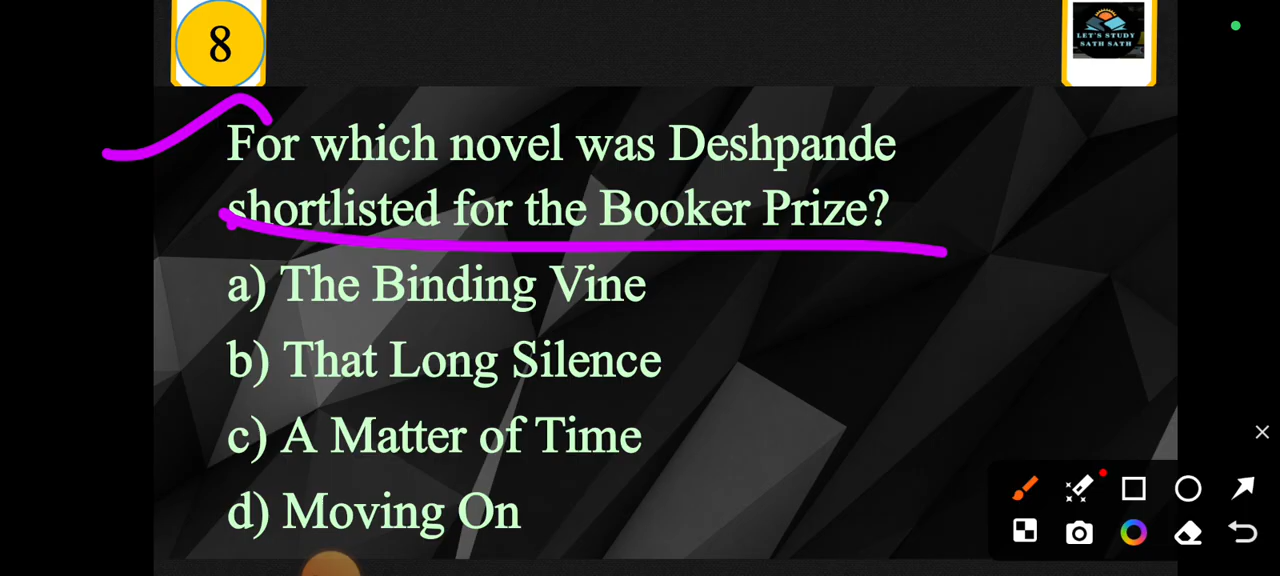 8
LET'S STUDY
SATH SATH
For which novel was Deshpande
shortlisted for the Booker Prize?
a) The Binding Vine
b) That Long Silence
c) A Matter of Time
d) Moving On